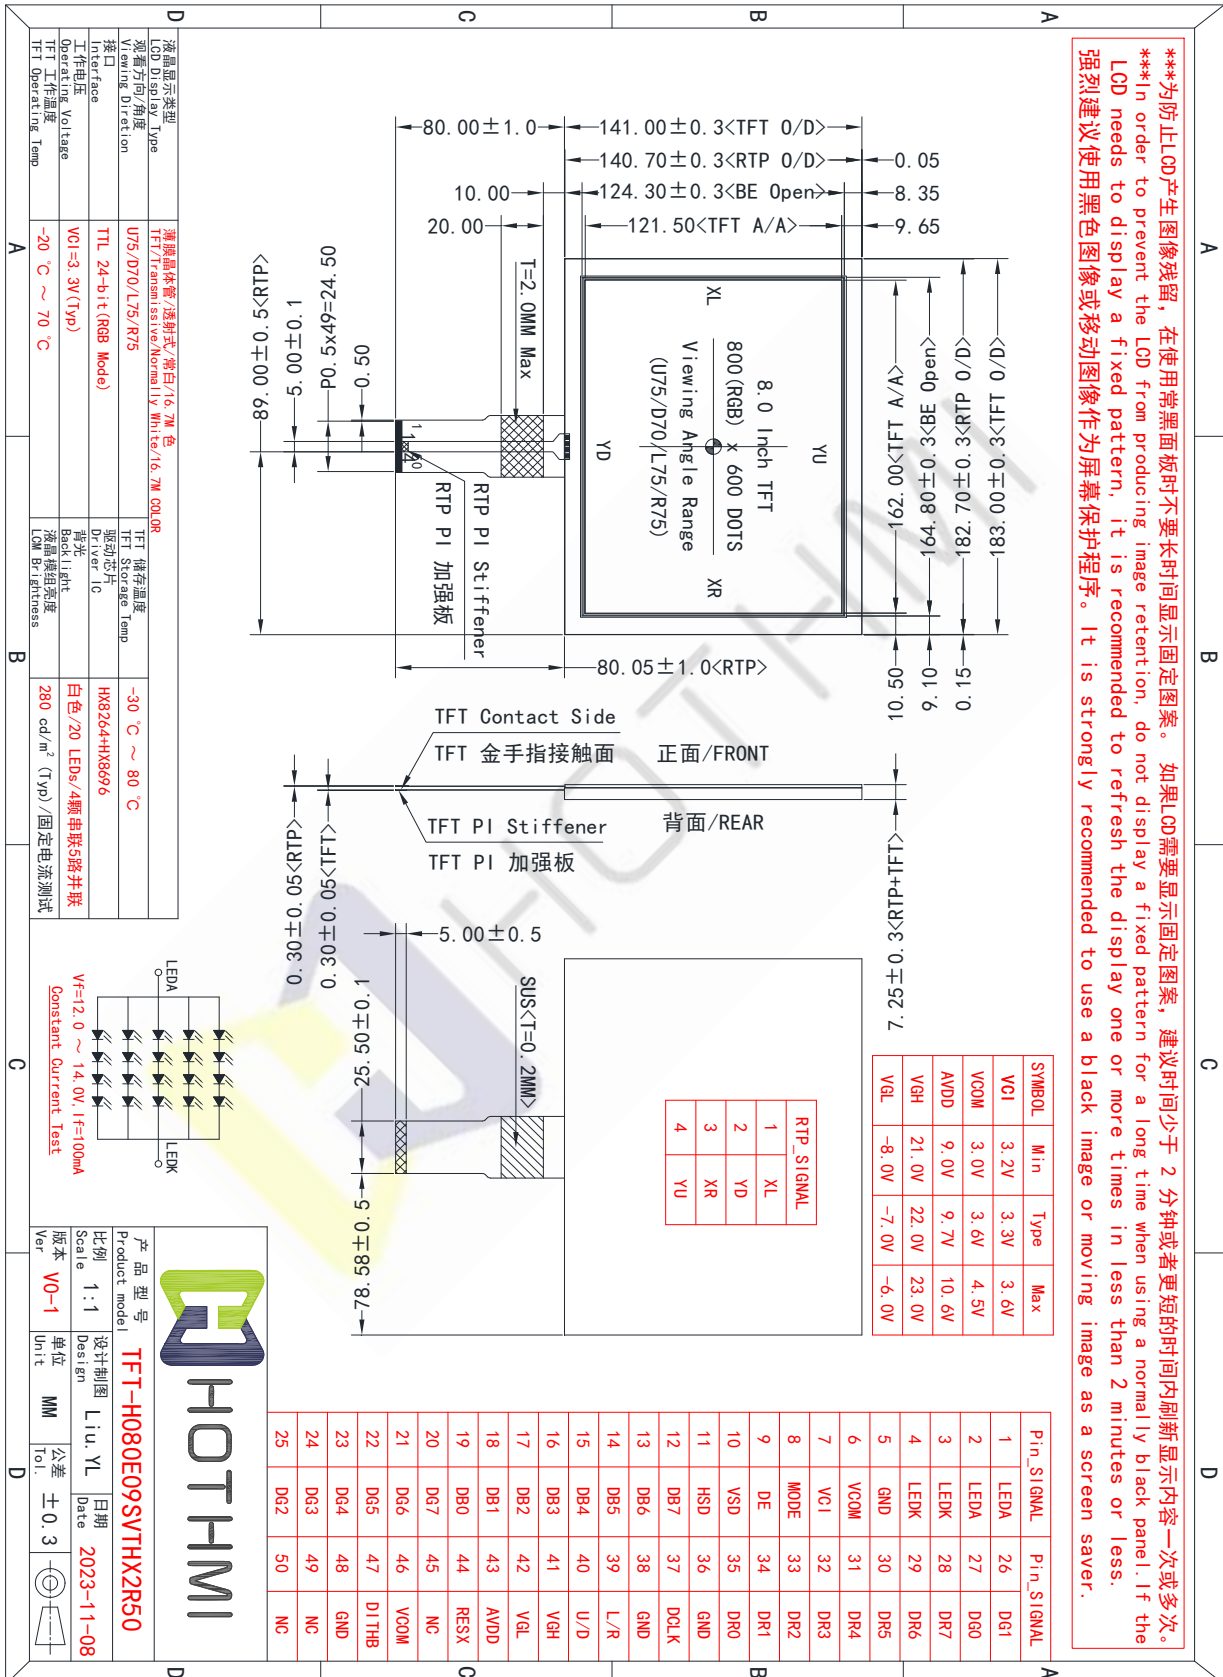 ***为防止LCD产生图像残留，在使用常黑面板时不要长时间显示固定图案。 如果LCD需要显示固定图案，建议时间少于 2 分钟或者更短的时间内刷新显示内容一次或多次。
***In order to prevent the LCD from producing image retention, do not display a fixed pattern for a long time when using a normally black panel. If the
LCD needs to display a fixed pattern, it is recommended to refresh the display one or more times in less than 2 minutes or less.
强烈建议使用黑色图像或移动图像作为屏幕保护程序。 It is strongly recommended to use a black image or moving image as a screen saver.
A
B
C
D
A
B
C
D
A
B
C
D
A
B
C
D
183.00±0.3<TFT O/D>
182.70±0.3<RTP O/D>
164.80±0.3<BE Open>
162.00<TFT A/A>
0.15
9.10
10.50
141.00±0.3<TFT O/D>
140.70±0.3<RTP O/D>
124.30±0.3<BE Open>
121.50<TFT A/A>
0.05
8.35
9.65
80.00±1.0
10.00
20.00
YU
8.0 Inch TFT
800(RGB) x 600 DOTS
Viewing Angle Range
(U75/D70/L75/R75)
XL
XR
YD
T=2.0MM Max
80.05±1.0<RTP>
RTP PI Stiffener
RTP PI 加强板
1
50
0.50
P0.5x49=24.50
5.00±0.1
89.00±0.5<RTP>
7.25±0.3<RTP+TFT>
正面/FRONT
背面/REAR
TFT Contact Side
TFT 金手指接触面
TFT PI Stiffener
TFT PI 加强板
0.30±0.05<TFT>
0.30±0.05<RTP>
5.00±0.5
SUS<T=0.2MM>
25.50±0.1
78.58±0.5
SYMBOL Min Type Max
VCI 3.2V 3.3V 3.6V
VCOM 3.0V 3.6V 4.5V
AVDD 9.0V 9.7V 10.6V
VGH 21.0V 22.0V 23.0V
VGL -8.0V -7.0V -6.0V
RTP_SIGNAL
1 XL
2 YD
3 XR
4 YU
Pin_SIGNAL Pin_SIGNAL
1 LEDA 26 DG1
2 LEDA 27 DG0
3 LEDK 28 DR7
4 LEDK 29 DR6
5 GND 30 DR5
6 VCOM 31 DR4
7 VCI 32 DR3
8 MODE 33 DR2
9 DE 34 DR1
10 VSD 35 DR0
11 HSD 36 GND
12 DB7 37 DCLK
13 DB6 38 GND
14 DB5 39 L/R
15 DB4 40 U/D
16 DB3 41 VGH
17 DB2 42 VGL
18 DB1 43 AVDD
19 DB0 44 RESX
20 DG7 45 NC
21 DG6 46 VCOM
22 DG5 47 DITHB
23 DG4 48 GND
24 DG3 49 NC
25 DG2 50 NC
液晶显示类型
LCD Display Type
薄膜晶体管/透射式/常白/16.7M 色
TFT/Transmissive/Normally White/16.7M COLOR
观看方向/角度
Viewing Diretion
U75/D70/L75/R75
接口
Interface
TTL 24-bit(RGB Mode)
工作电压
Operating Voltage
VCI=3.3V(Typ)
TFT 工作温度
TFT Operating Temp
-20 ℃ ～ 70 ℃
TFT 储存温度
TFT Storage Temp
-30 ℃ ～ 80 ℃
驱动芯片
Driver IC
HX8264+HX8696
背光
Backlight
白色/20 LEDs/4颗串联5路并联
液晶模组亮度
LCM Brightness
280 cd/m² (Typ)/固定电流测试
LEDA
LEDK
Vf=12.0 ～ 14.0V, If=100mA
Constant Current Test
HOTHMI
产品型号
Product model
TFT-H080E09SVTHX2R50
比例
Scale
1:1
设计制图
Design
Liu.YL
日期
Date
2023-11-08
版本
Ver
V0-1
单位
Unit
MM
公差
Tol.
±0.3
HOTHMI